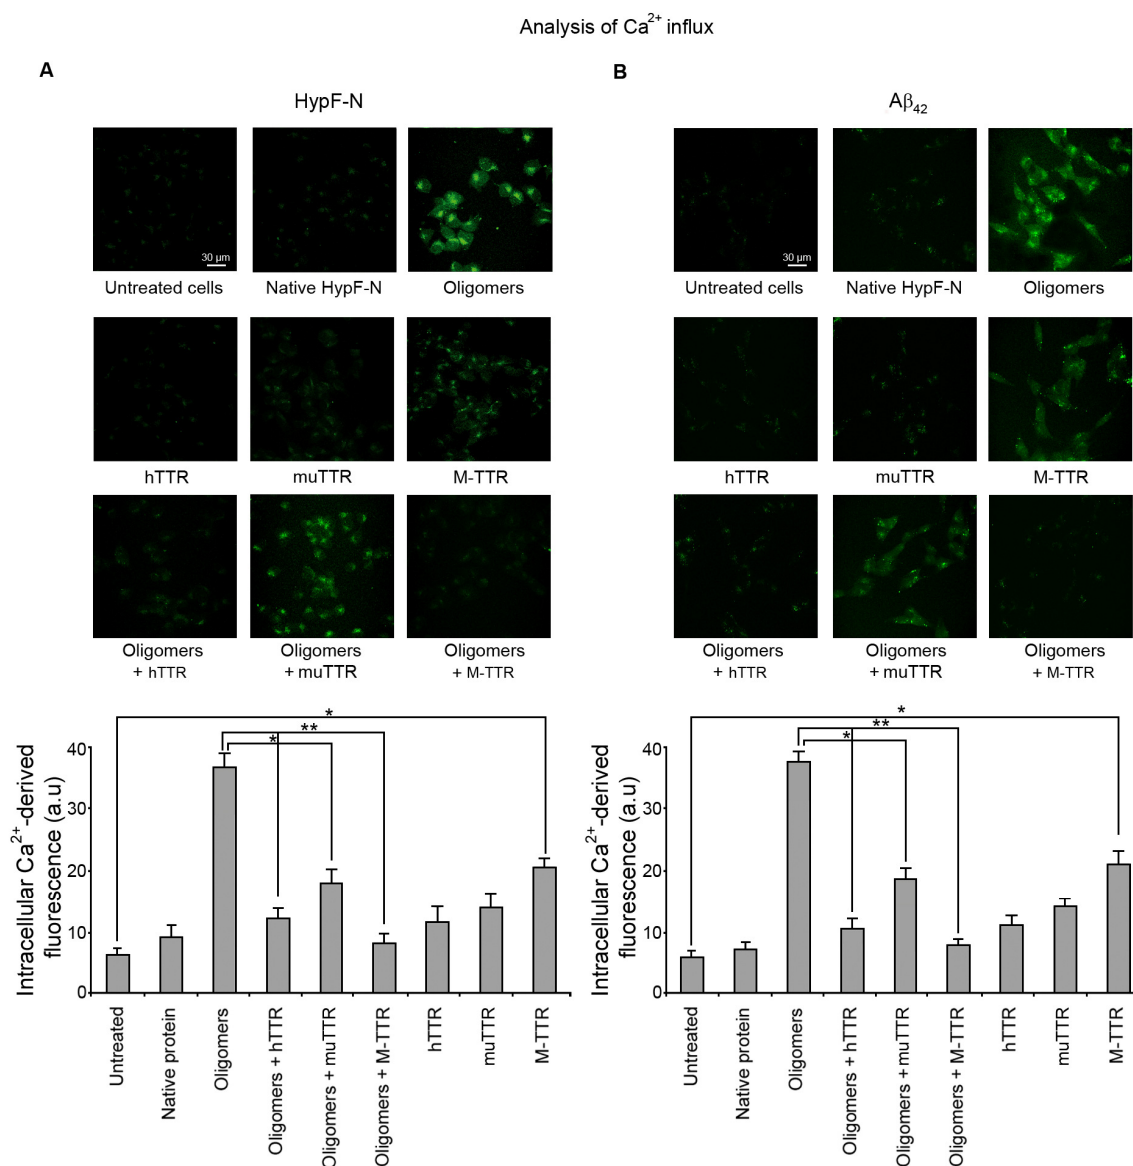 Analysis of Ca²⁺ influx
A
HypF-N
30 µm
Untreated cells
Native HypF-N
Oligomers
hTTR
muTTR
M-TTR
Oligomers
+ hTTR
Oligomers
+ muTTR
Oligomers
+ M-TTR
*
**
*
Intracellular Ca²⁺-derived
fluorescence (a.u)
40
30
20
10
0
Untreated
Native protein
Oligomers
Oligomers + hTTR
Oligomers + muTTR
Oligomers + M-TTR
hTTR
muTTR
M-TTR
B
Aβ₄₂
30 µm
Untreated cells
Native HypF-N
Oligomers
hTTR
muTTR
M-TTR
Oligomers
+ hTTR
Oligomers
+ muTTR
Oligomers
+ M-TTR
*
**
*
Intracellular Ca²⁺-derived
fluorescence (a.u)
40
30
20
10
0
Untreated
Native protein
Oligomers
Oligomers + hTTR
Oligomers + muTTR
Oligomers + M-TTR
hTTR
muTTR
M-TTR